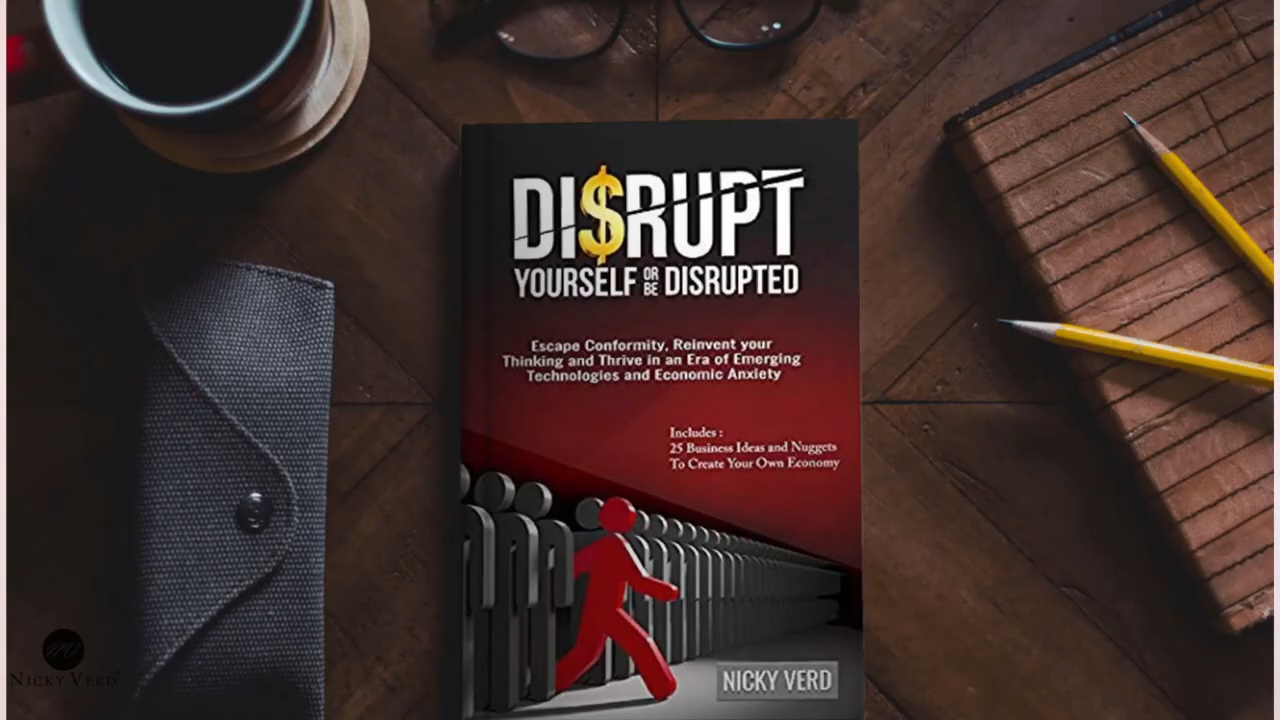 DI$RUPT
YOURSELF OR BE DISRUPTED
Escape Conformity, Reinvent your
Thinking and Thrive in an Era of Emerging
Technologies and Economic Anxiety
Includes :
25 Business Ideas and Nuggets
To Create Your Own Economy
NICKY VERD
NICKY VERD